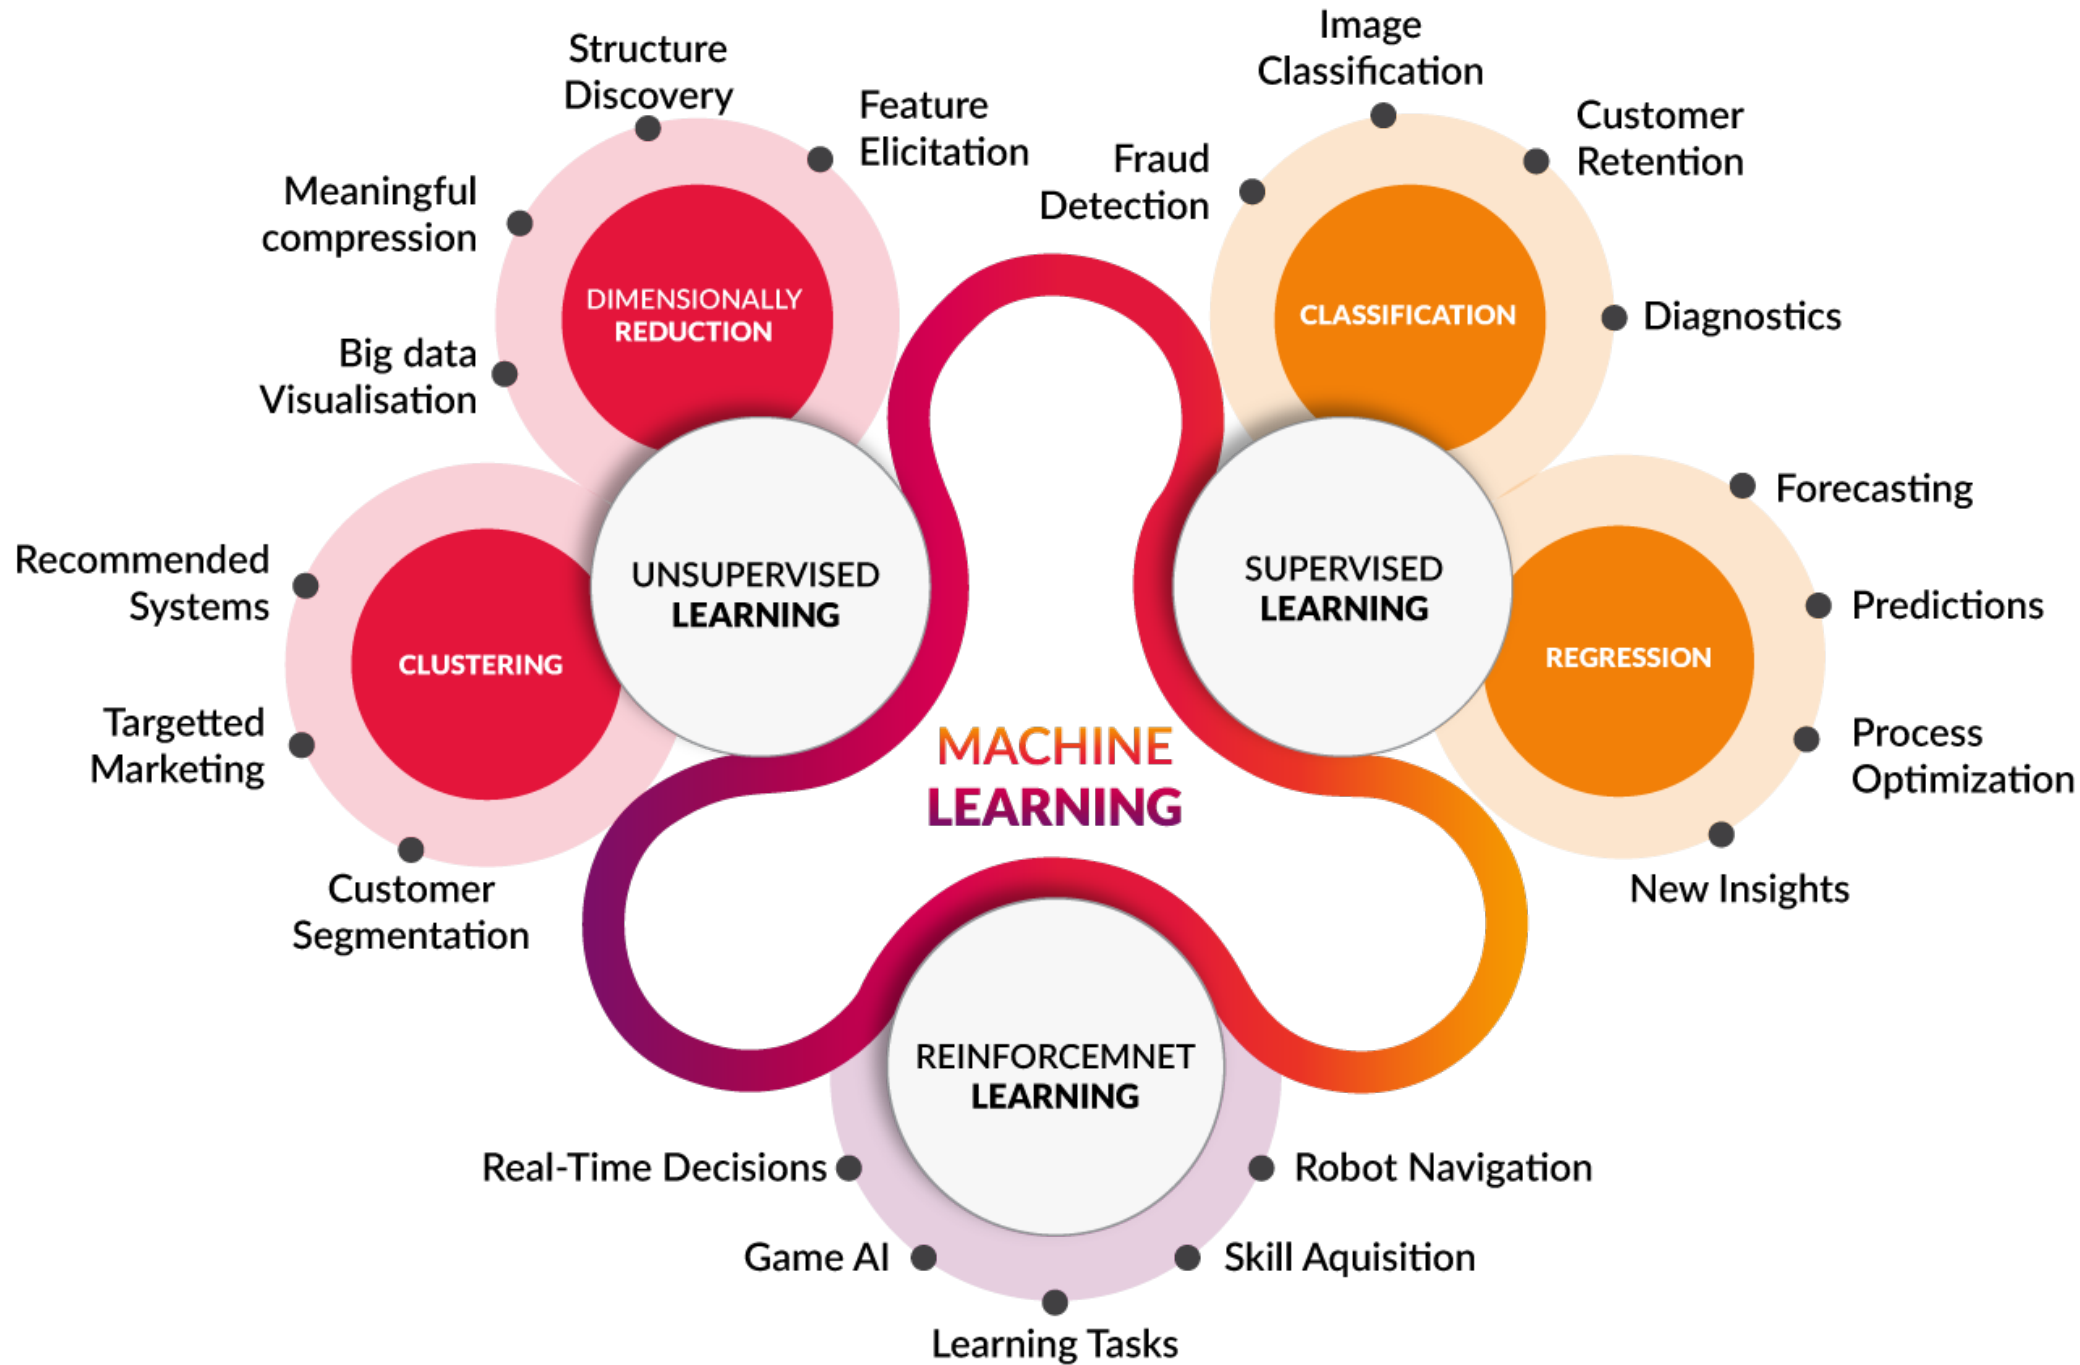 Structure
Discovery
Feature
Elicitation
Meaningful
compression
Big data
Visualisation
DIMENSIONALLY
REDUCTION
Recommended
Systems
Targetted
Marketing
Customer
Segmentation
CLUSTERING
UNSUPERVISED
LEARNING
Image
Classification
Fraud
Detection
Customer
Retention
Diagnostics
CLASSIFICATION
SUPERVISED
LEARNING
Forecasting
Predictions
Process
Optimization
New Insights
REGRESSION
MACHINE
LEARNING
REINFORCEMNET
LEARNING
Real-Time Decisions
Game AI
Learning Tasks
Skill Aquisition
Robot Navigation